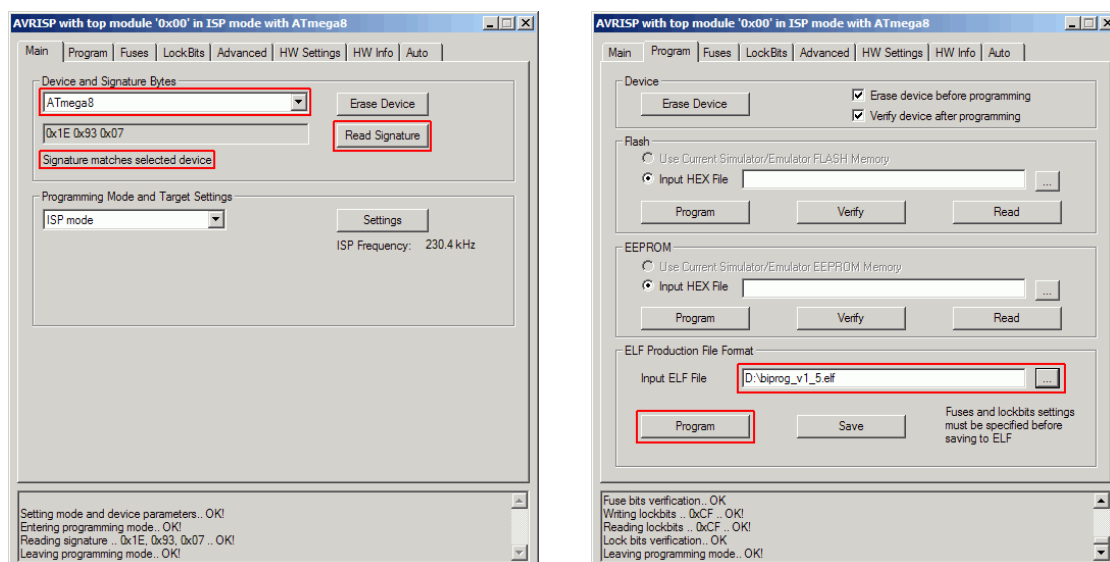 AVRISP with top module '0x00' in ISP mode with ATmega8
Main Program Fuses LockBits Advanced HW Settings HW Info Auto
Device and Signature Bytes
ATmega8 Erase Device
0x1E 0x93 0x07 Read Signature
Signature matches selected device
Programming Mode and Target Settings
ISP mode Settings
ISP Frequency: 230.4 kHz
Setting mode and device parameters.. OK!
Entering programming mode.. OK!
Reading signature .. 0x1E, 0x93, 0x07 .. OK!
Leaving programming mode.. OK!
AVRISP with top module '0x00' in ISP mode with ATmega8
Main Program Fuses LockBits Advanced HW Settings HW Info Auto
Device
Erase Device Erase device before programming
Verify device after programming
Flash
Use Current Simulator/Emulator FLASH Memory
Input HEX File ...
Program Verify Read
EEPROM
Use Current Simulator/Emulator EEPROM Memory
Input HEX File ...
Program Verify Read
ELF Production File Format
Input ELF File D:\biprog_v1_5.elf ...
Program Save Fuses and lockbits settings
must be specified before
saving to ELF
Fuse bits verification.. OK
Writing lockbits .. 0xCF .. OK!
Reading lockbits .. 0xCF .. OK!
Lock bits verification.. OK
Leaving programming mode.. OK!